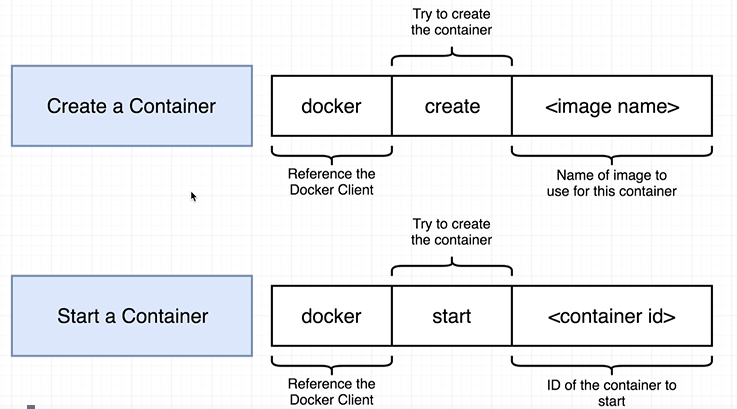 Try to create
the container
Create a Container
docker
create
<image name>
Reference the
Docker Client
Name of image to
use for this container
Try to create
the container
Start a Container
docker
start
<container id>
Reference the
Docker Client
ID of the container to
start